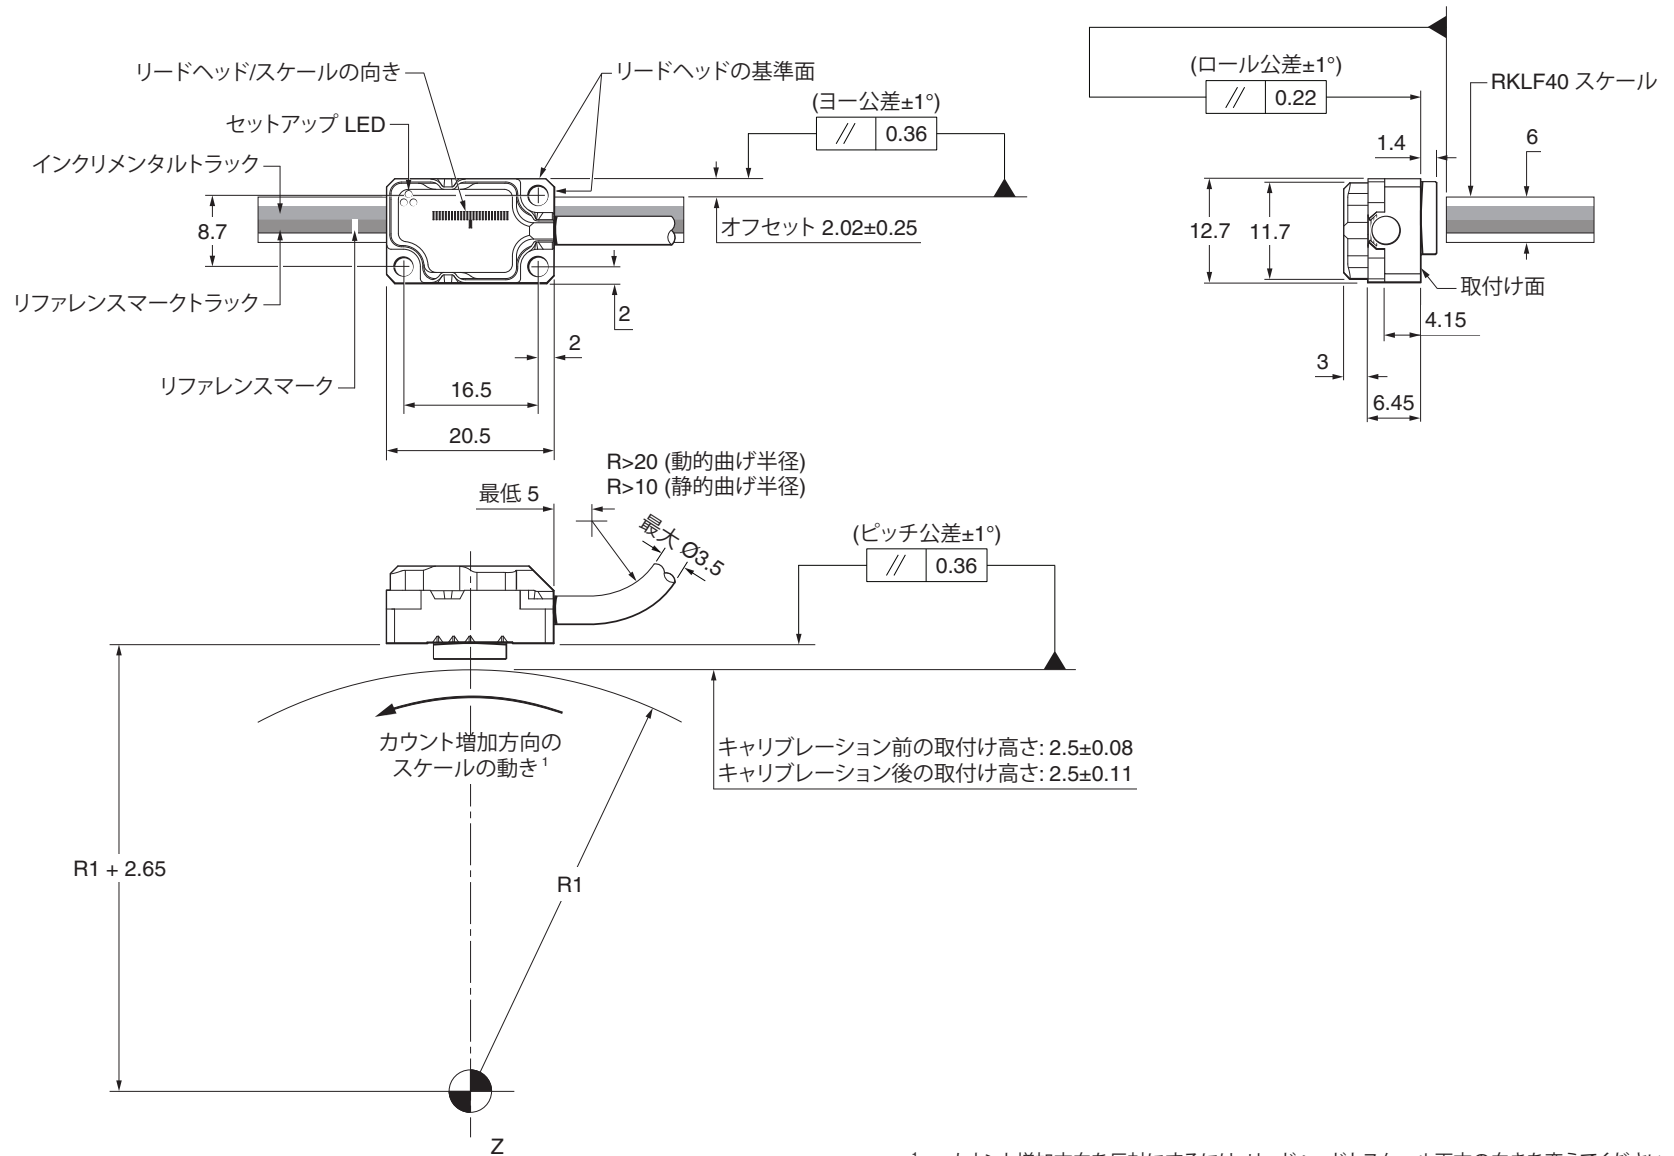 リードヘッド/スケールの向き
リードヘッドの基準面
セットアップ LED
インクリメンタルトラック
8.7
リファレンスマークトラック
リファレンスマーク
(ヨー公差±1°)
// 0.36
オフセット 2.02±0.25
2
2
16.5
20.5
(ロール公差±1°)
// 0.22
RKLF40 スケール
1.4
6
12.7
11.7
取付け面
4.15
3
6.45
R>20 (動的曲げ半径)
R>10 (静的曲げ半径)
最低 5
最大 Ø3.5
(ピッチ公差±1°)
// 0.36
カウント増加方向の
スケールの動き1
キャリブレーション前の取付け高さ: 2.5±0.08
キャリブレーション後の取付け高さ: 2.5±0.11
R1 + 2.65
R1
Z